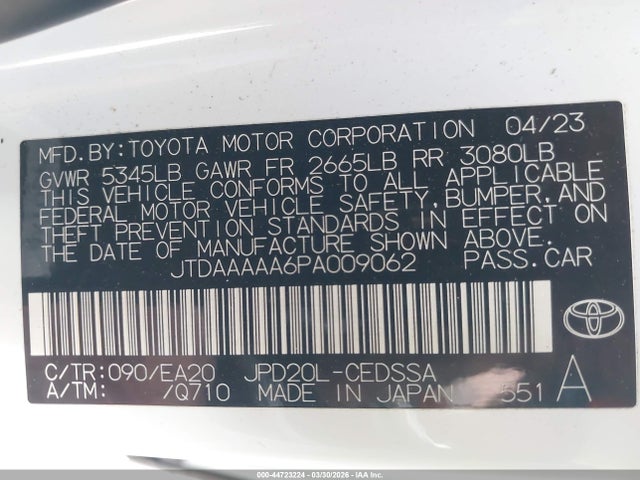 MFD.BY:TOYOTA MOTOR CORPORATION 04/23
GVWR 5345LB GAWR FR 2665LB RR 3080LB
THIS VEHICLE CONFORMS TO ALL APPLICABLE
FEDERAL MOTOR VEHICLE SAFETY,BUMPER,AND
THEFT PREVENTION STANDARDS IN EFFECT ON
THE DATE OF MANUFACTURE SHOWN ABOVE.
JTDAAAAA6PA009062 PASS.CAR
C/TR:090/EA20 JPD20L-CEDSSA
A/TM: /Q710 MADE IN JAPAN 551 A
000-44723224 - 03/30/2026 - IAAI.CA